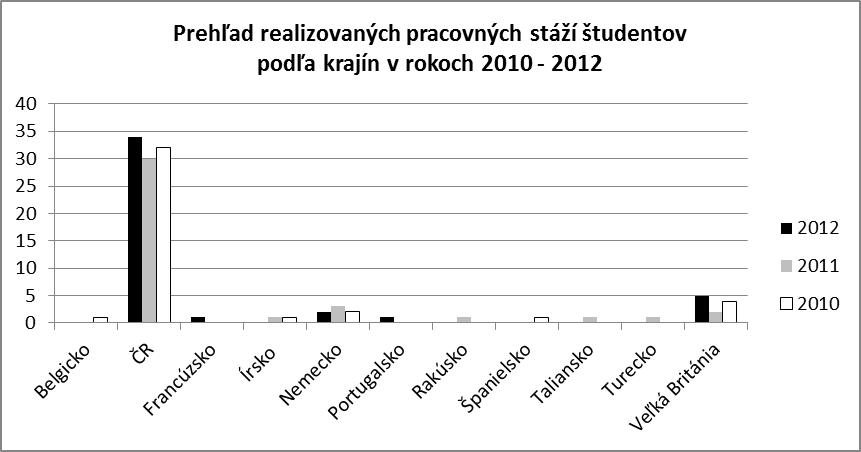 Prehľad realizovaných pracovných stáží študentov
podľa krajín v rokoch 2010 - 2012
40
35
30
25
20
15
10
5
0
2012
2011
2010
Belgicko
ČR
Francúzsko
Írsko
Nemecko
Portugalsko
Rakúsko
Španielsko
Taliansko
Turecko
Veľká Británia